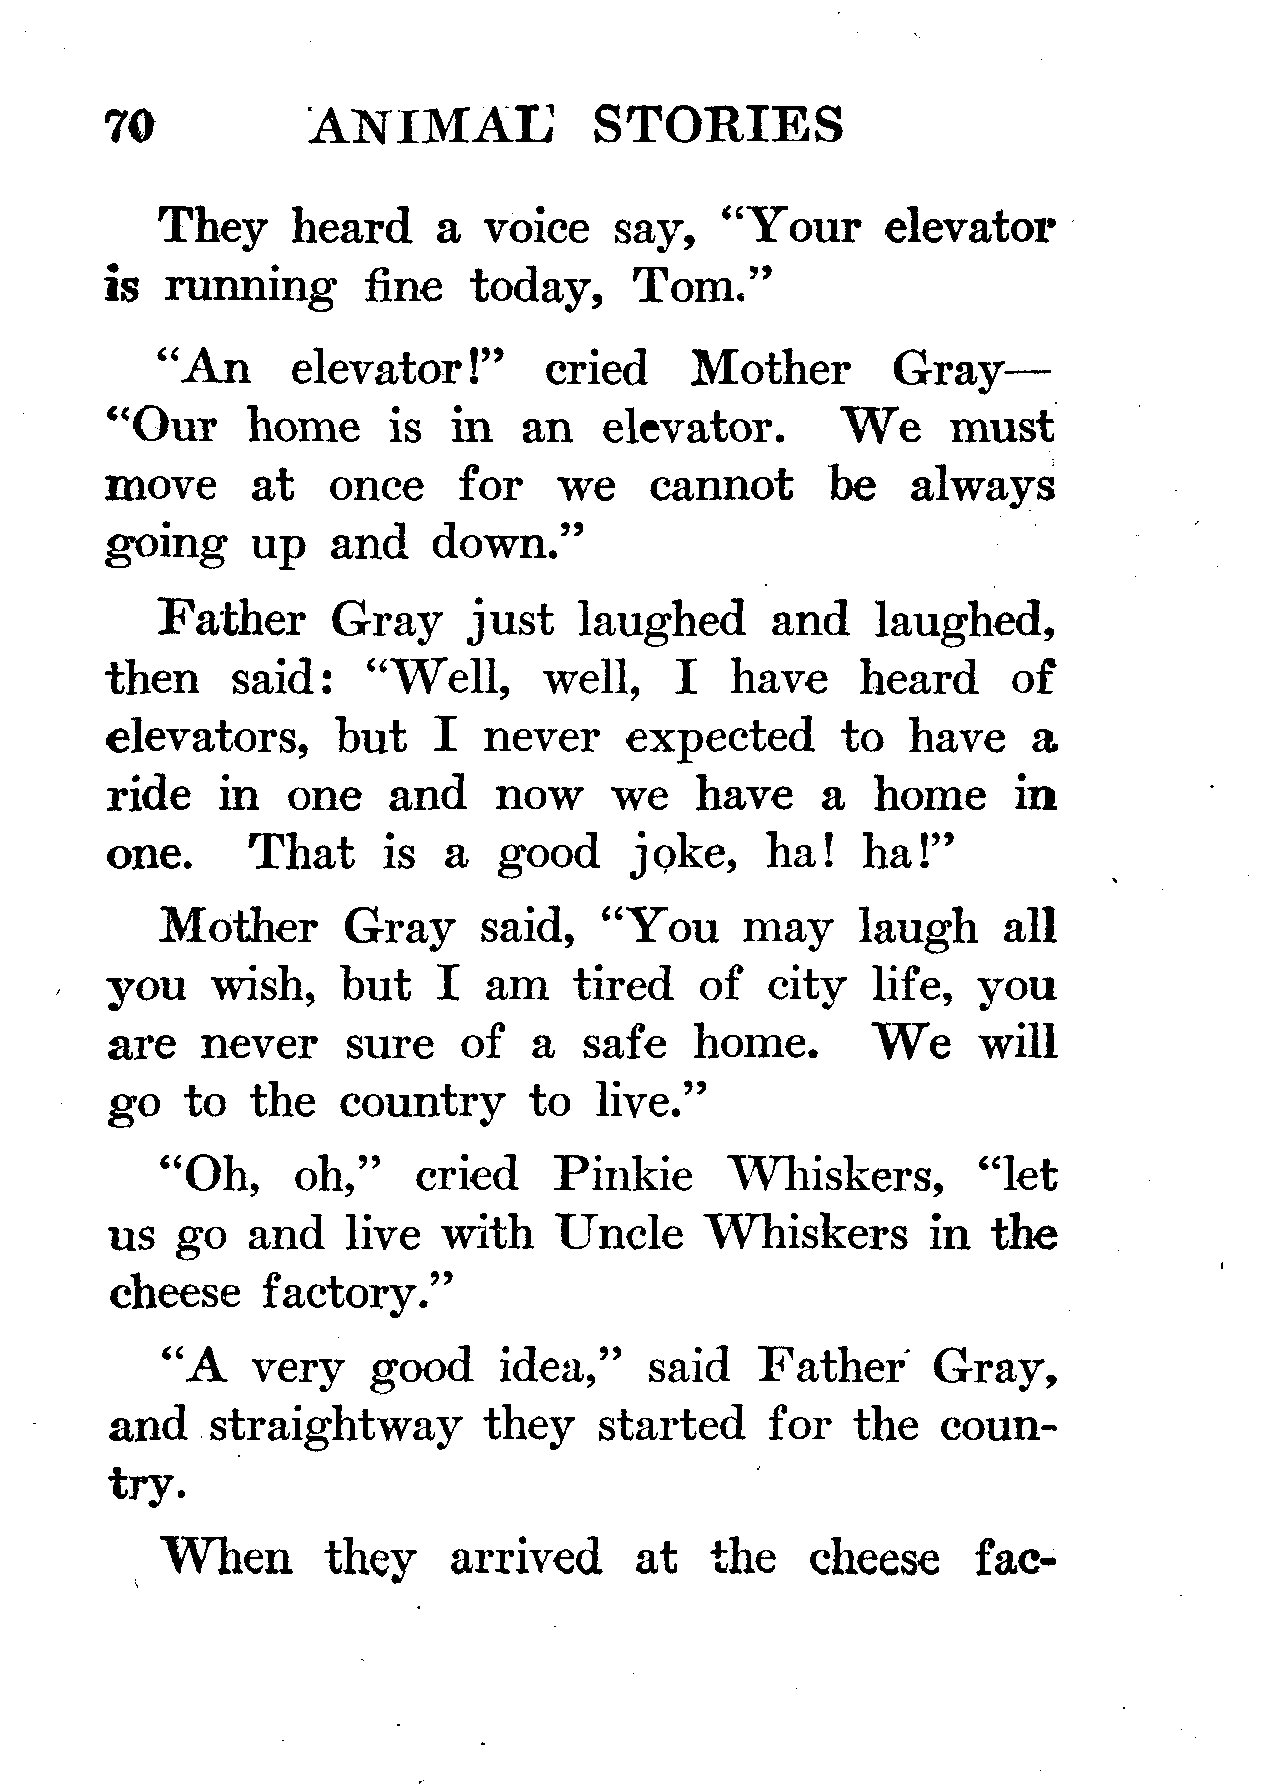 70 ANIMAL STORIES
They heard a voice say, “Your elevator
is running fine today, Tom.”
“An elevator!” cried Mother Gray—
“Our home is in an elevator. We must
move at once for we cannot be always
going up and down.”
Father Gray just laughed and laughed,
then said: “Well, well, I have heard of
elevators, but I never expected to have a
ride in one and now we have a home in
one. That is a good joke, ha! ha!”
Mother Gray said, “You may laugh all
you wish, but I am tired of city life, you
are never sure of a safe home. We will
go to the country to live.”
“Oh, oh,” cried Pinkie Whiskers, “let
us go and live with Uncle Whiskers in the
cheese factory.”
“A very good idea,” said Father Gray,
and straightway they started for the coun-
try.
When they arrived at the cheese fac-